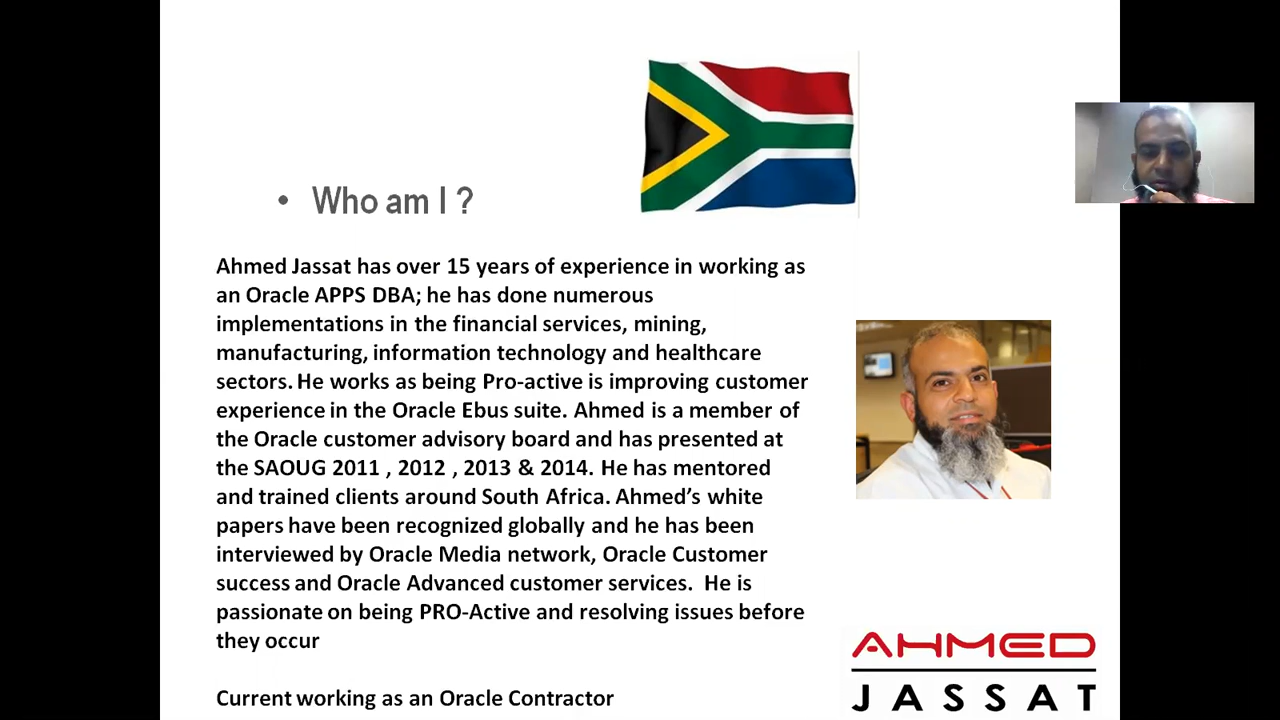 • Who am I ?
Ahmed Jassat has over 15 years of experience in working as
an Oracle APPS DBA; he has done numerous
implementations in the financial services, mining,
manufacturing, information technology and healthcare
sectors. He works as being Pro-active is improving customer
experience in the Oracle Ebus suite. Ahmed is a member of
the Oracle customer advisory board and has presented at
the SAOUG 2011 , 2012 , 2013 & 2014. He has mentored
and trained clients around South Africa. Ahmed’s white
papers have been recognized globally and he has been
interviewed by Oracle Media network, Oracle Customer
success and Oracle Advanced customer services.  He is
passionate on being PRO-Active and resolving issues before
they occur
Current working as an Oracle Contractor
AHMED
JASSAT